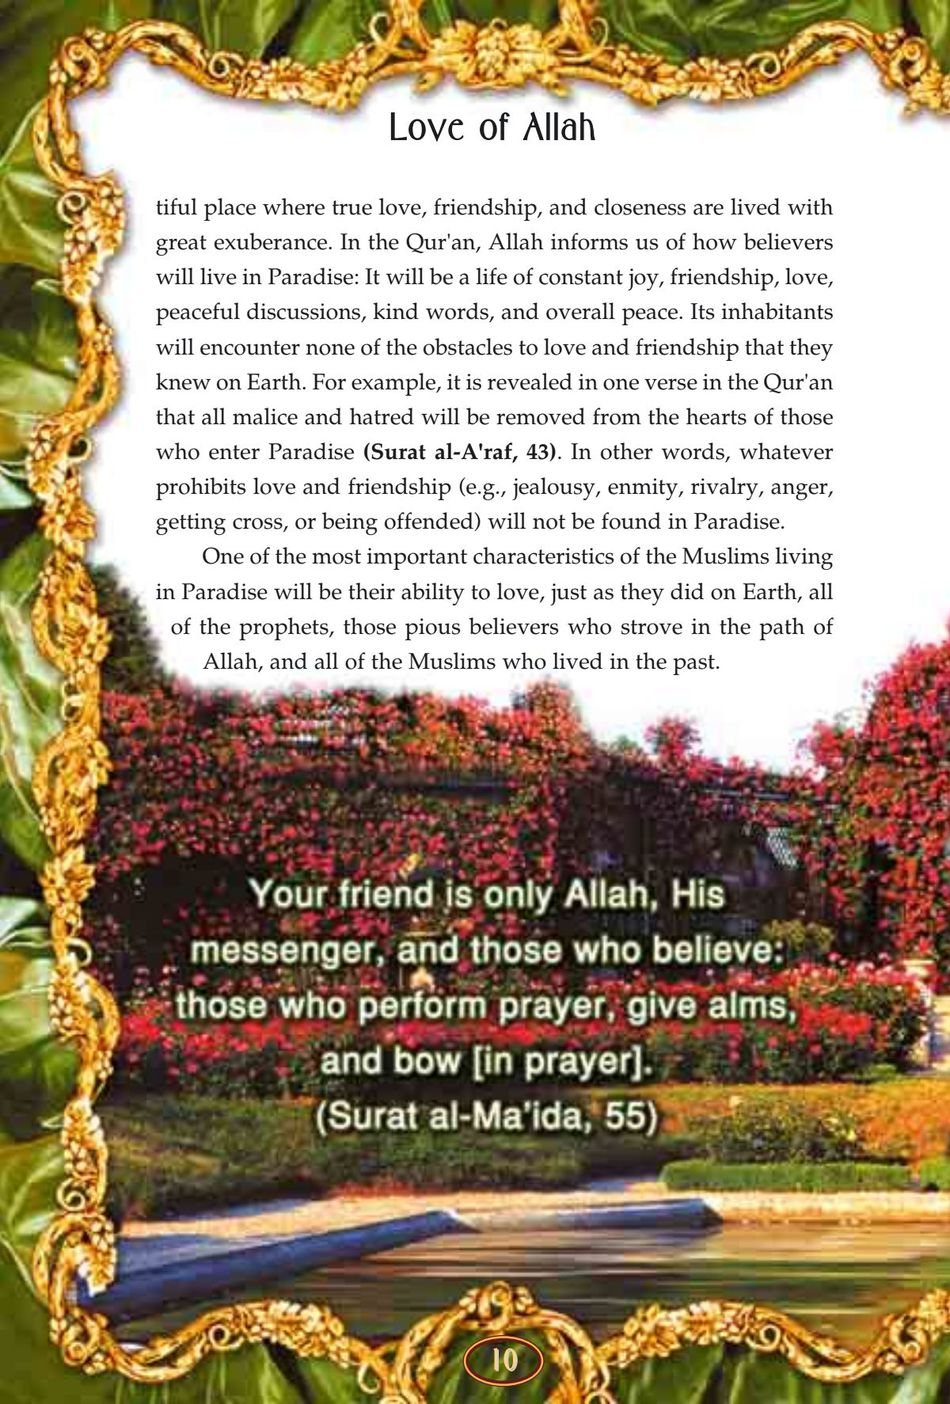 Love of Allah
tiful place where true love, friendship, and closeness are lived with
great exuberance. In the Qur'an, Allah informs us of how believers
will live in Paradise: It will be a life of constant joy, friendship, love,
peaceful discussions, kind words, and overall peace. Its inhabitants
will encounter none of the obstacles to love and friendship that they
knew on Earth. For example, it is revealed in one verse in the Qur'an
that all malice and hatred will be removed from the hearts of those
who enter Paradise (Surat al-A'raf, 43). In other words, whatever
prohibits love and friendship (e.g., jealousy, enmity, rivalry, anger,
getting cross, or being offended) will not be found in Paradise.
One of the most important characteristics of the Muslims living
in Paradise will be their ability to love, just as they did on Earth, all
of the prophets, those pious believers who strove in the path of
Allah, and all of the Muslims who lived in the past.
Your friend is only Allah, His
messenger, and those who believe:
those who perform prayer, give alms,
and bow [in prayer].
(Surat al-Ma'ida, 55)
10